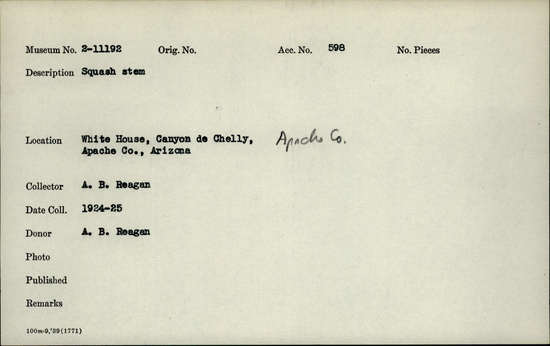 Museum No. 2-11192 Orig. No. Acc. No. 598 No. Pieces
Description Squash stem
Location White House, Canyon de Chelly, Apache Co.
Apache Co., Arizona
Collector A. B. Reagan
Date Coll. 1924-25
Donor A. B. Reagan
Photo
Published
Remarks
100m-9,'39(1771)